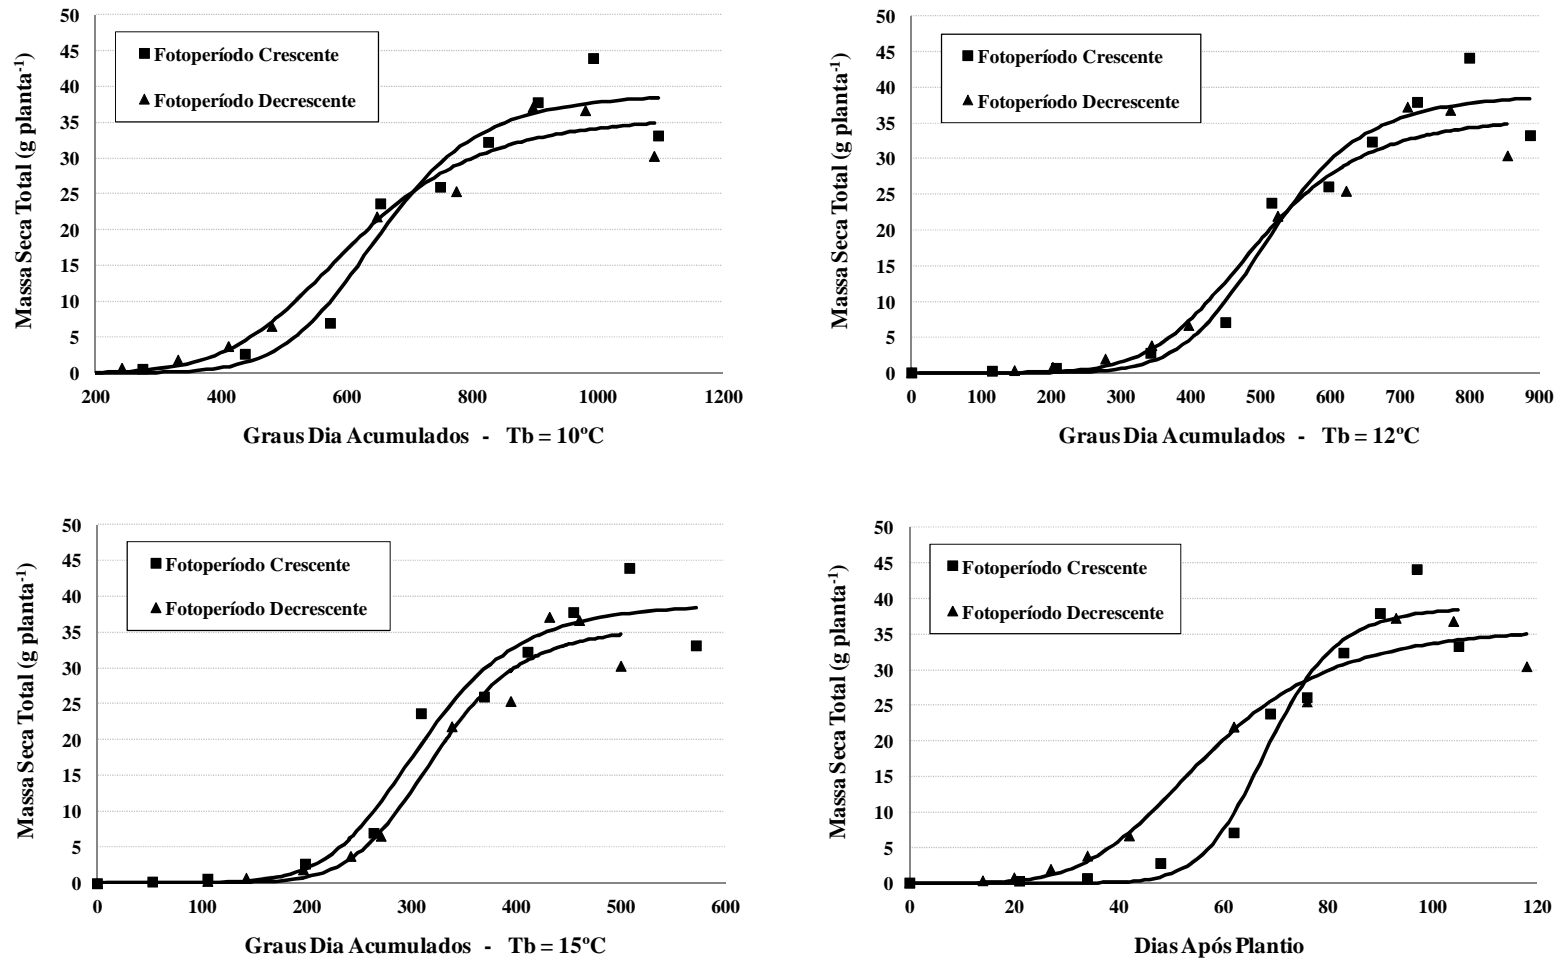 Massa Seca Total (g planta-1)
50
45
40
35
30
25
20
15
10
5
0
Fotoperíodo Crescente
Fotoperíodo Decrescente
200 400 600 800 1000 1200
Graus Dia Acumulados - Tb = 10ºC
Massa Seca Total (g planta-1)
50
45
40
35
30
25
20
15
10
5
0
Fotoperíodo Crescente
Fotoperíodo Decrescente
0 100 200 300 400 500 600 700 800 900
Graus Dia Acumulados - Tb = 12ºC
Massa Seca Total (g planta-1)
50
45
40
35
30
25
20
15
10
5
0
Fotoperíodo Crescente
Fotoperíodo Decrescente
0 100 200 300 400 500 600
Graus Dia Acumulados - Tb = 15ºC
Massa Seca Total (g planta-1)
50
45
40
35
30
25
20
15
10
5
0
Fotoperíodo Crescente
Fotoperíodo Decrescente
0 20 40 60 80 100 120
Dias Após Plantio